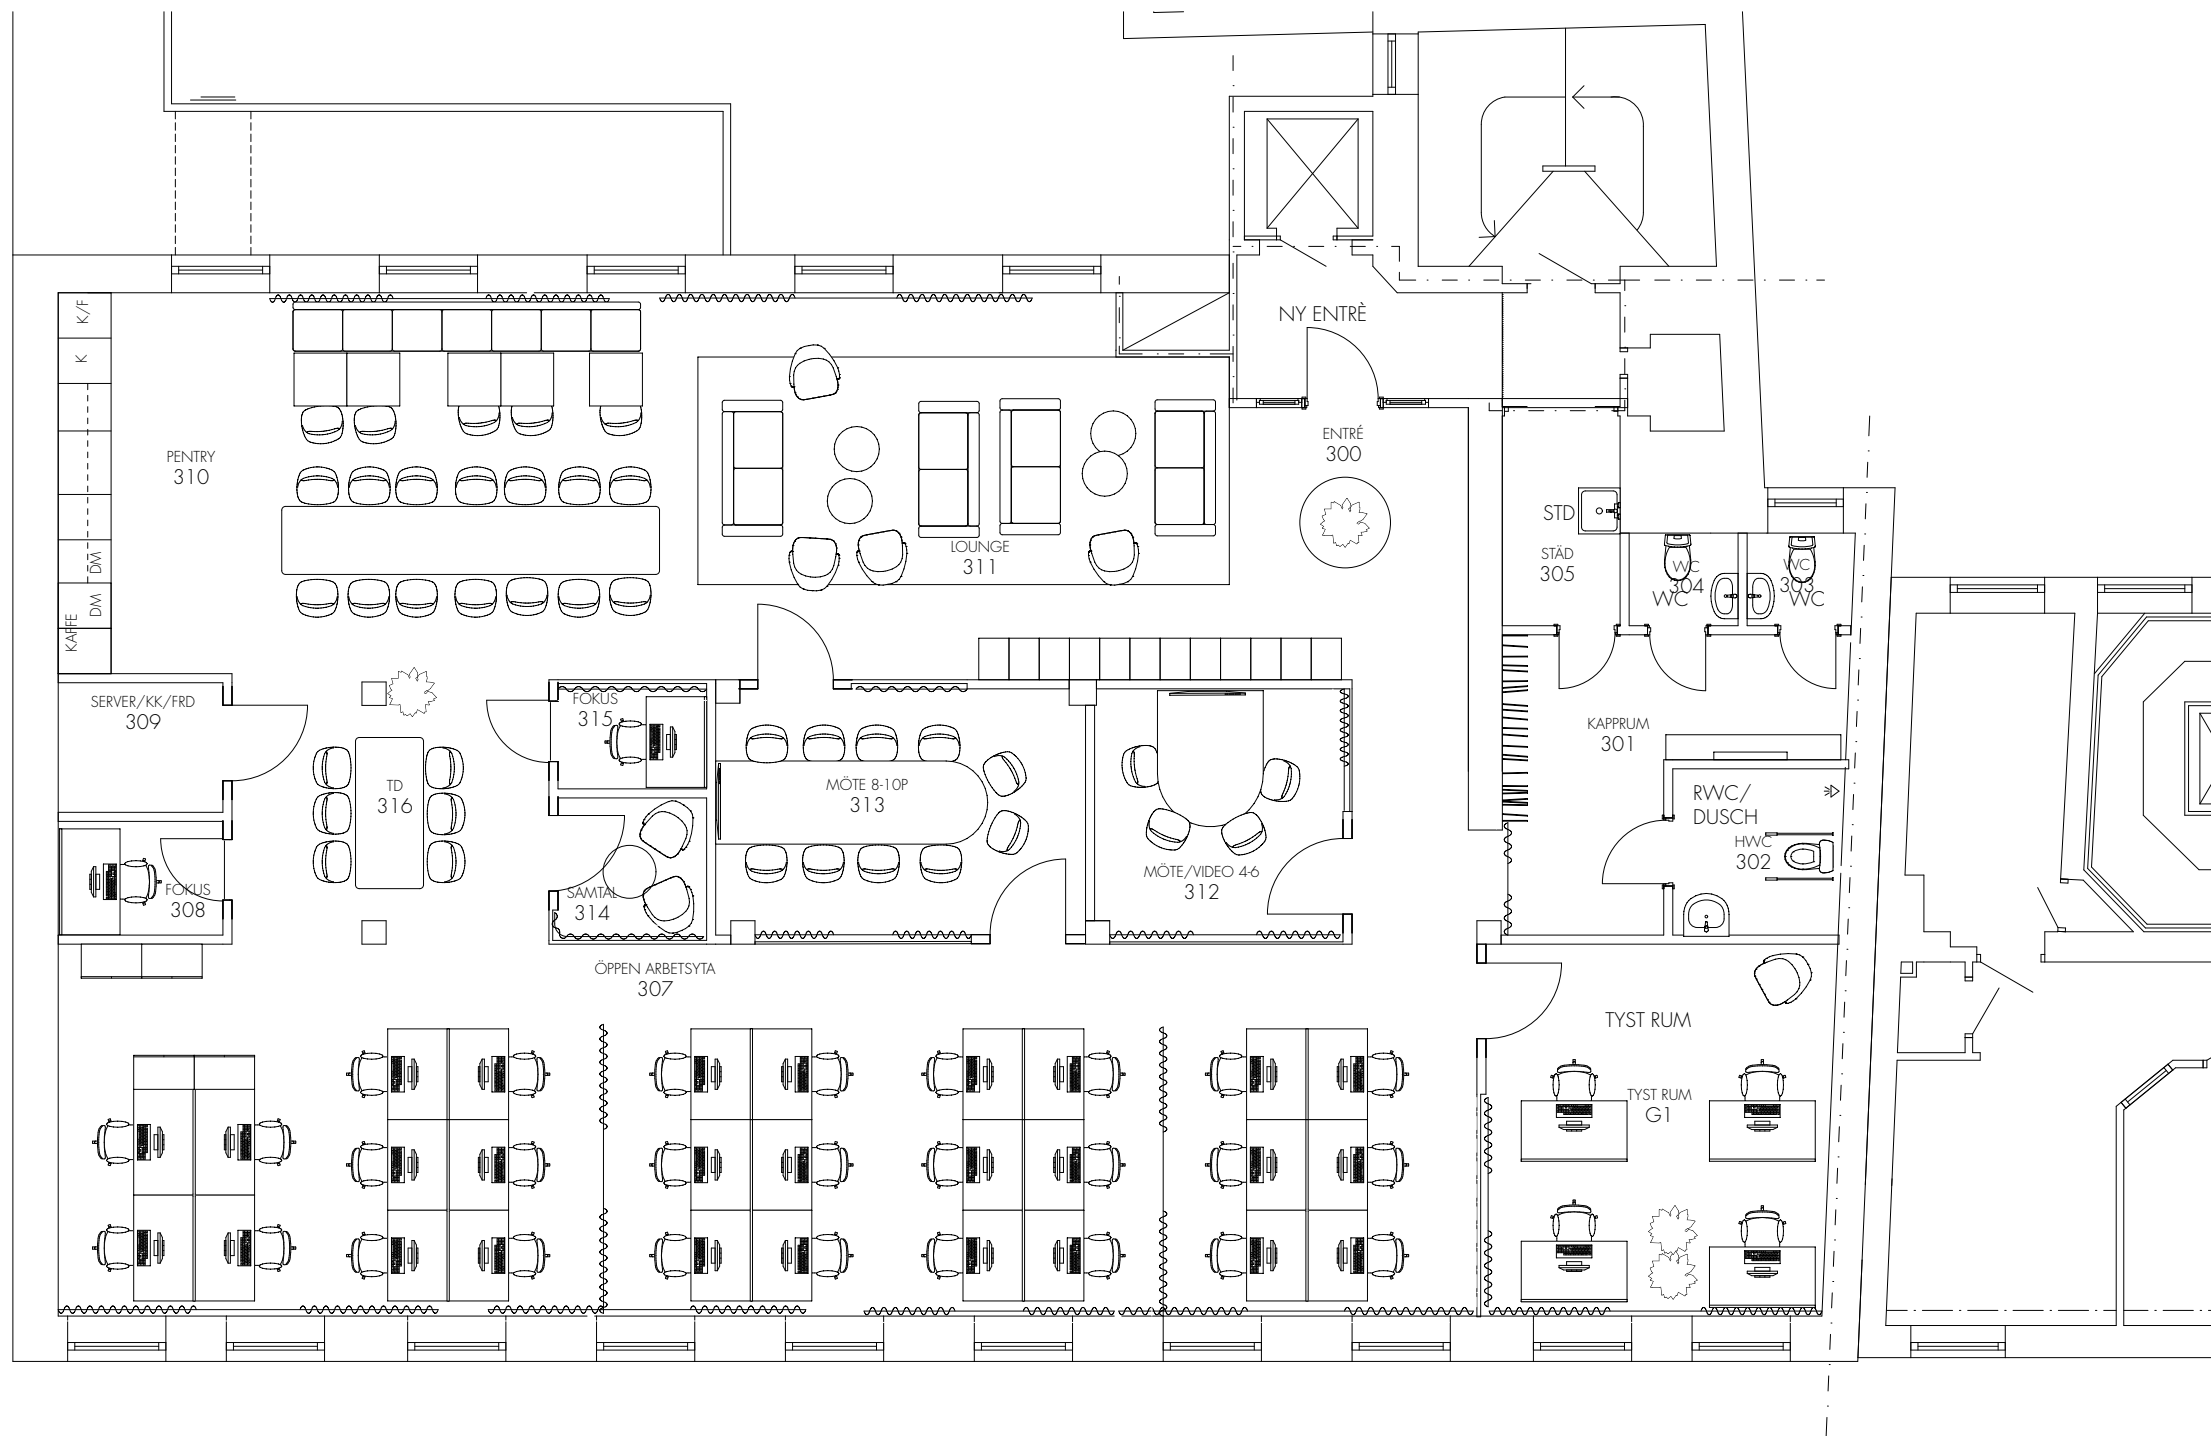 K/F
K
DM
DM
KAFFE
PENTRY
310
NY ENTRÈ
ENTRÉ
300
LOUNGE
311
STD
STÄD
305
WC
304
WC
WC
303
WC
SERVER/KK/FRD
309
FOKUS
315
KAPPRUM
301
TD
316
MÖTE 8-10P
313
RWC/
DUSCH
HWC
302
FOKUS
308
SAMTAL
314
MÖTE/VIDEO 4-6
312
ÖPPEN ARBETSYTA
307
TYST RUM
TYST RUM
G1